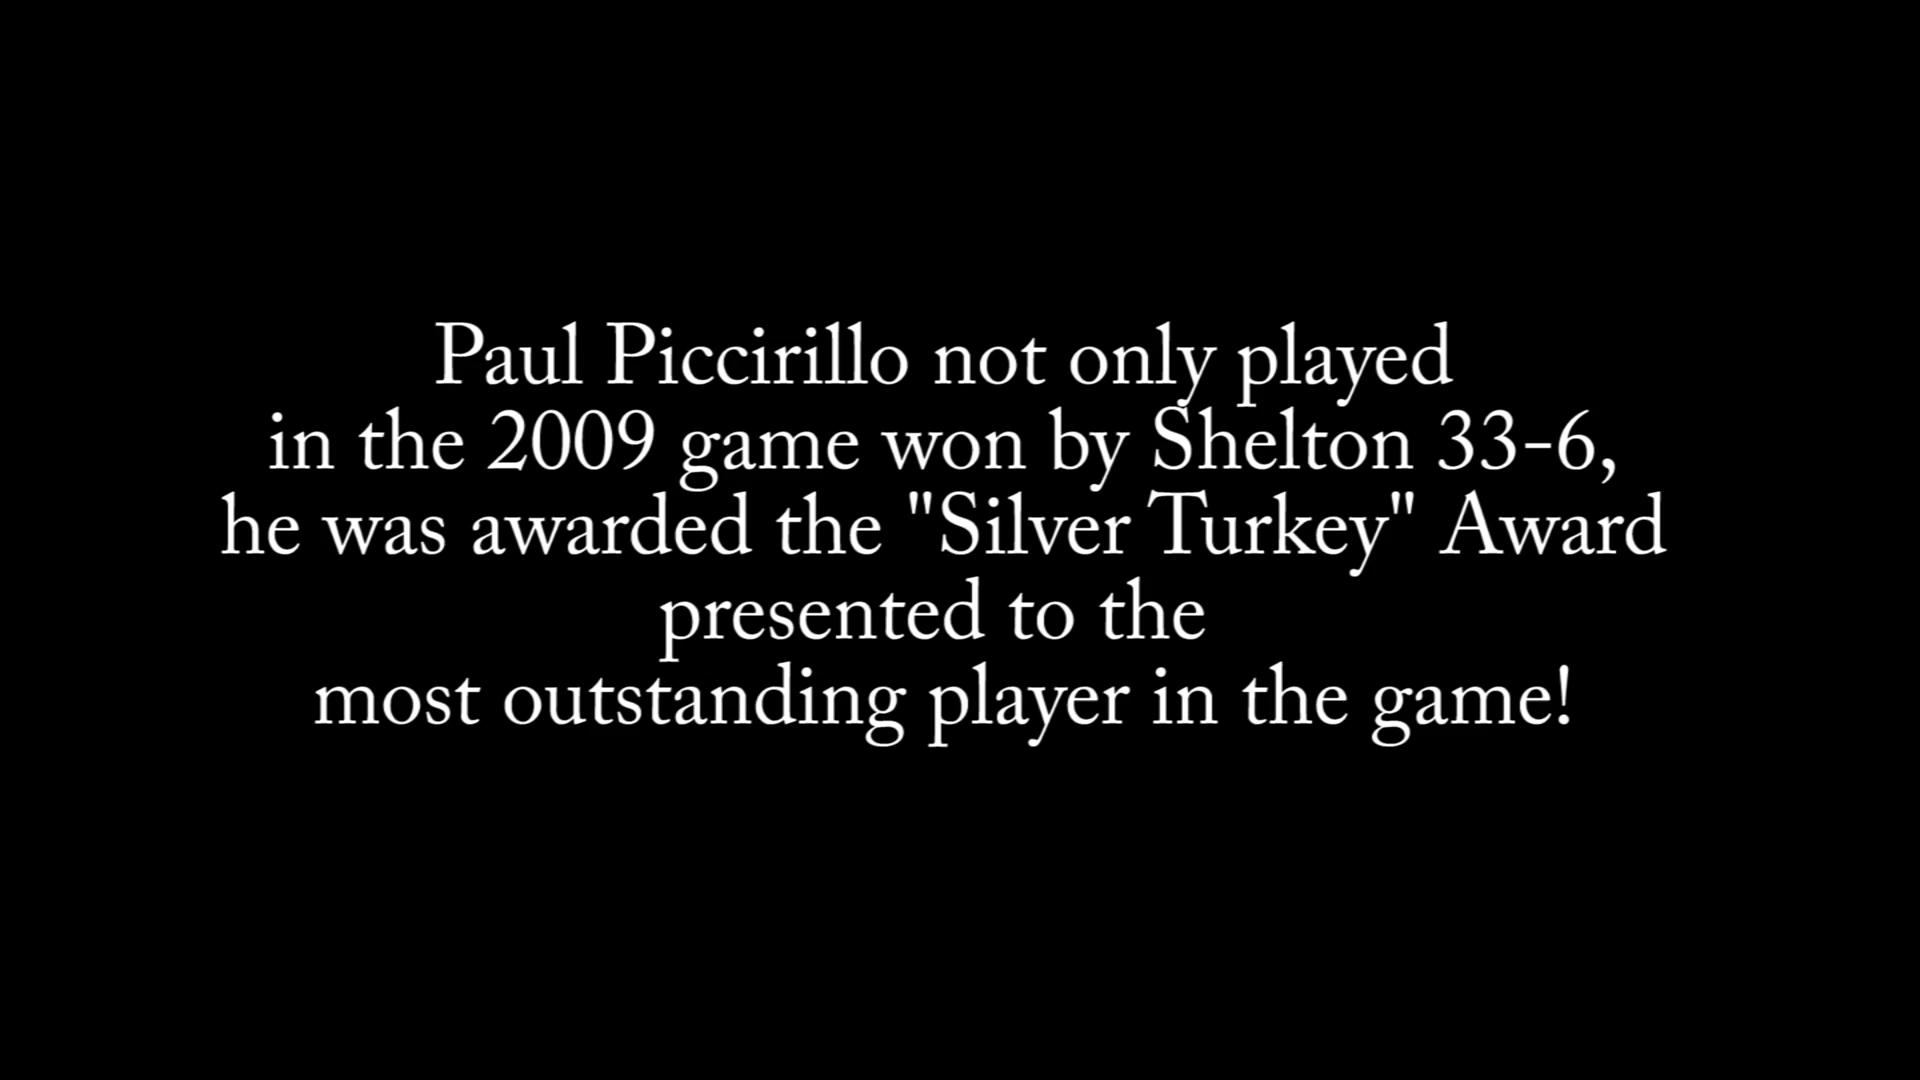 Paul Piccirillo not only played
in the 2009 game won by Shelton 33-6,
he was awarded the "Silver Turkey" Award
presented to the
most outstanding player in the game!